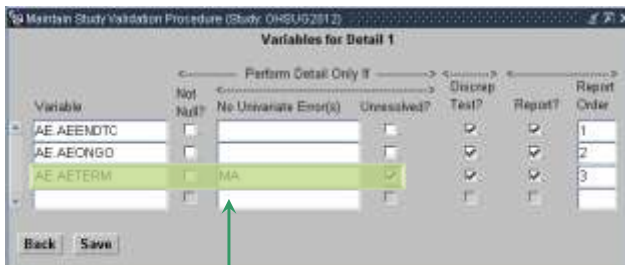 Maintain Study Validation Procedure (Study: OHSUG2012)
Variables for Detail 1
Perform Detail Only If
Variable Not Null? No Univariate Error(s) Unresolved? Discrep Test? Report? Report Order
AE.AEENDTC 1
AE.AEONGO 2
AE.AETERM MA 3
Back Save